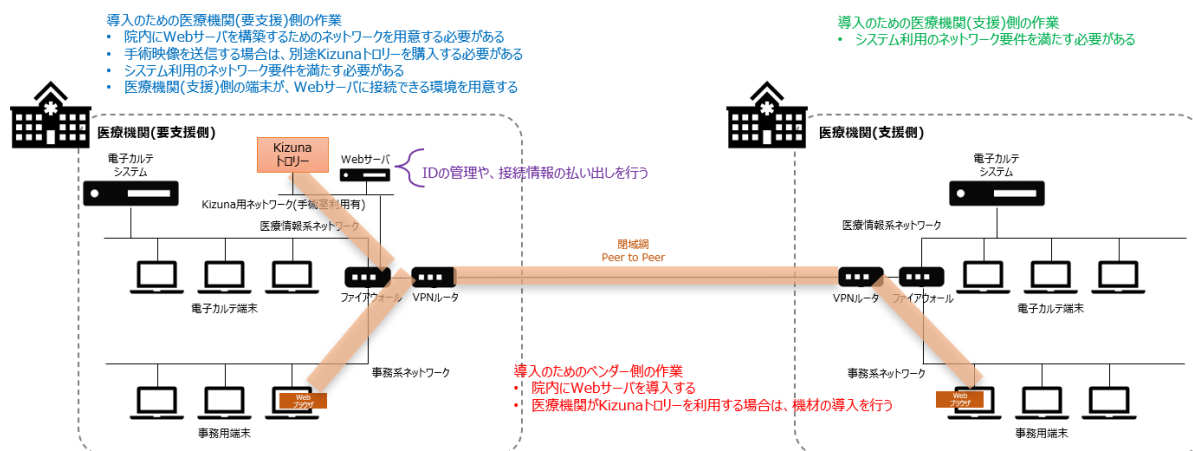 導入のための医療機関(要支援)側の作業
• 院内にWebサーバを構築するためのネットワークを用意する必要がある
• 手術映像を送信する場合は、別途Kizunaトロリーを購入する必要がある
• システム利用のネットワーク要件を満たす必要がある
• 医療機関(支援)側の端末が、Webサーバに接続できる環境を用意する
導入のための医療機関(支援)側の作業
• システム利用のネットワーク要件を満たす必要がある
医療機関(要支援側)
電子カルテ
システム
Kizuna
トロリー
Webサーバ
IDの管理や、接続情報の払い出しを行う
Kizuna用ネットワーク(手術室利用有)
医療情報系ネットワーク
電子カルテ端末
ファイアウォール
VPNルータ
事務系ネットワーク
Web
ブラウザ
事務用端末
閉域網
Peer to Peer
導入のためのベンダー側の作業
• 院内にWebサーバを導入する
• 医療機関がKizunaトロリーを利用する場合は、機材の導入を行う
医療機関(支援側)
電子カルテ
システム
医療情報系ネットワーク
VPNルータ
ファイアウォール
電子カルテ端末
事務系ネットワーク
Web
ブラウザ
事務用端末